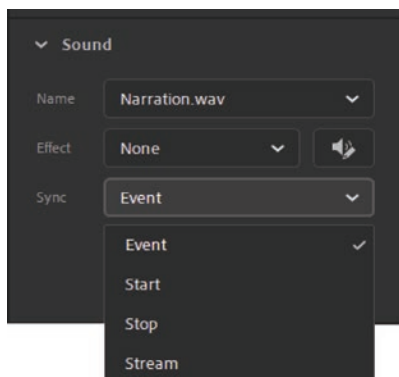 Sound
Name Narration.wav
Effect None
Sync Event
Event
Start
Stop
Stream